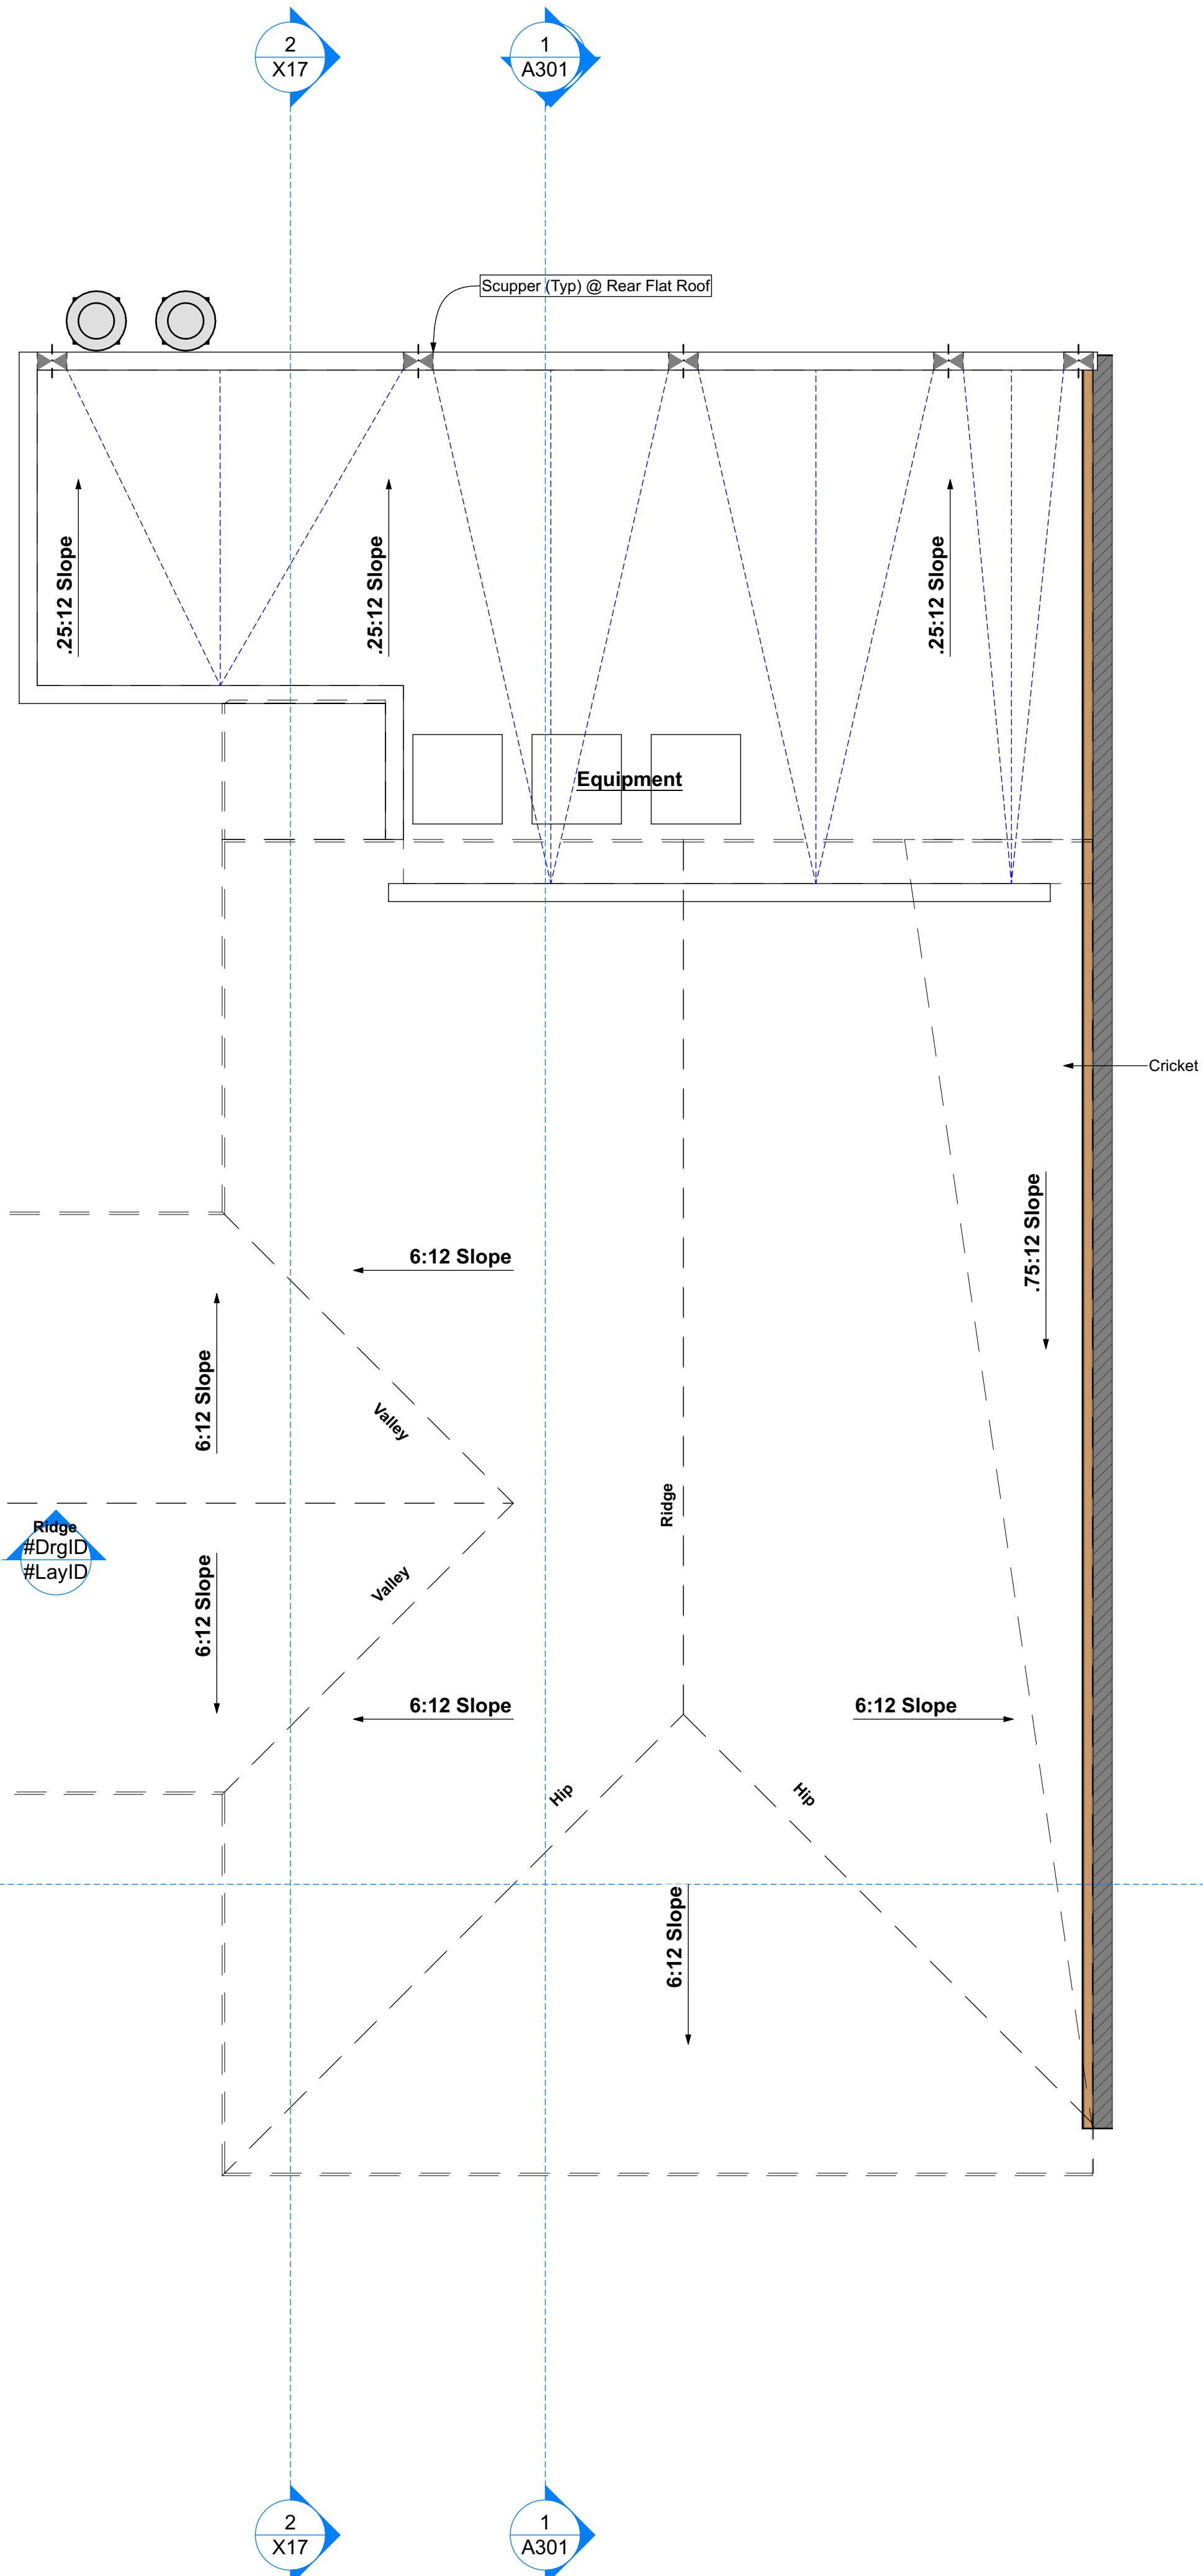 2
X17
1
A301
Scupper (Typ) @ Rear Flat Roof
.25:12 Slope
.25:12 Slope
.25:12 Slope
Equipment
Cricket
.75:12 Slope
6:12 Slope
6:12 Slope
Valley
Ridge
Ridge
#DrgID
#LayID
Valley
6:12 Slope
6:12 Slope
6:12 Slope
Hip
Hip
6:12 Slope
2
X17
1
A301